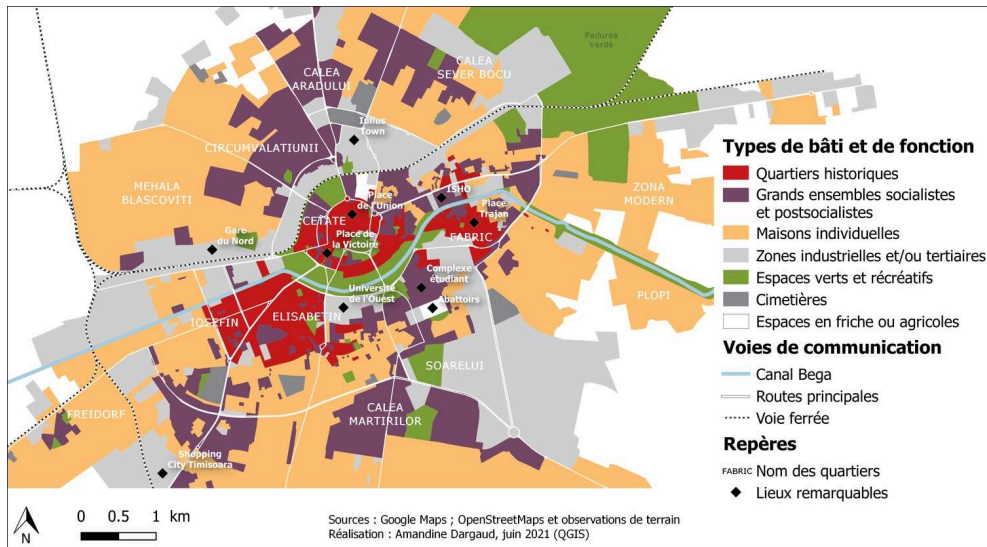 Padurea
Verde
CALEA
ARADULUI
CALEA
SEVER BOCU
Iulius
Town
CIRCUMVALATIUNII
MEHALA
BLASCOVITI
ISHO
ZONA
MODERN
Place
de l'Union
Place
Trajan
CETATE
FABRIC
Gare
du Nord
Place de
la Victoire
Complexe
étudiant
Université
de l'Ouest
Abattoirs
PLOPI
IOSEFIN
ELISABETIN
SOARELUI
FREIDORF
CALEA
MARTIRILOR
Shopping
City Timisoara
Types de bâti et de fonction
Quartiers historiques
Grands ensembles socialistes
et postsocialistes
Maisons individuelles
Zones industrielles et/ou tertiaires
Espaces verts et récréatifs
Cimetières
Espaces en friche ou agricoles
Voies de communication
Canal Bega
Routes principales
Voie ferrée
Repères
FABRIC Nom des quartiers
Lieux remarquables
N
0 0.5 1 km
Sources : Google Maps ; OpenStreetMaps et observations de terrain
Réalisation : Amandine Dargaud, juin 2021 (QGIS)